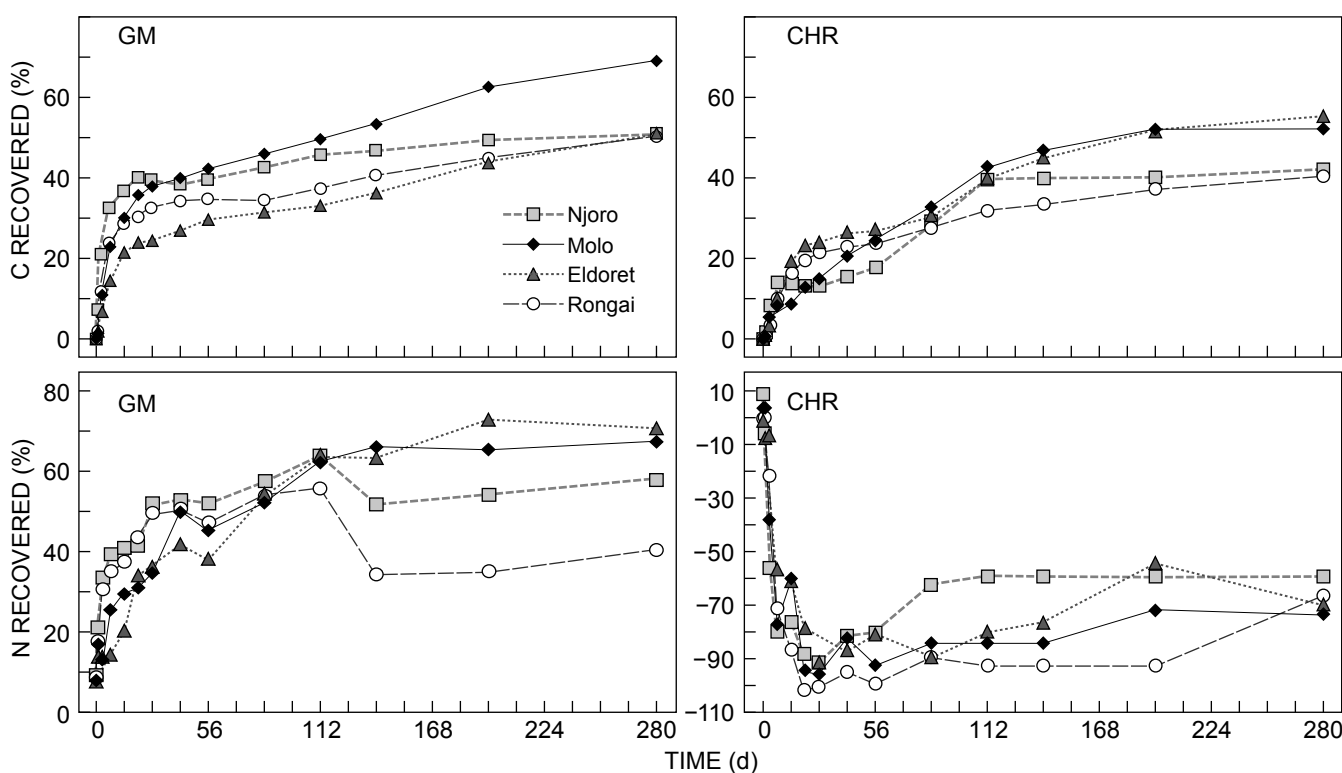 GM
CHR
C RECOVERED (%)
60
40
20
0
60
40
20
0
Njoro
Molo
Eldoret
Rongai
GM
CHR
N RECOVERED (%)
80
60
40
20
0
10
−10
−30
−50
−70
−90
−110
0 56 112 168 224 280
0 56 112 168 224 280
TIME (d)